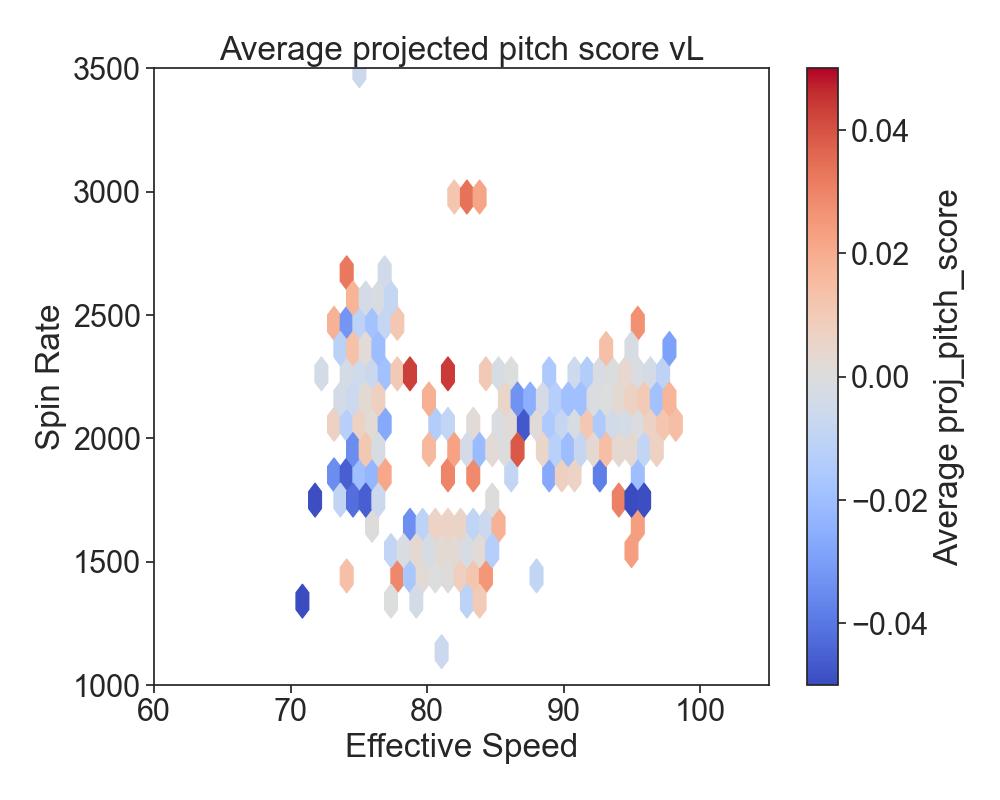 Average projected pitch score vL
3500
3000
2500
2000
1500
1000
Spin Rate
60 70 80 90 100
Effective Speed
0.04
0.02
0.00
−0.02
−0.04
Average proj_pitch_score